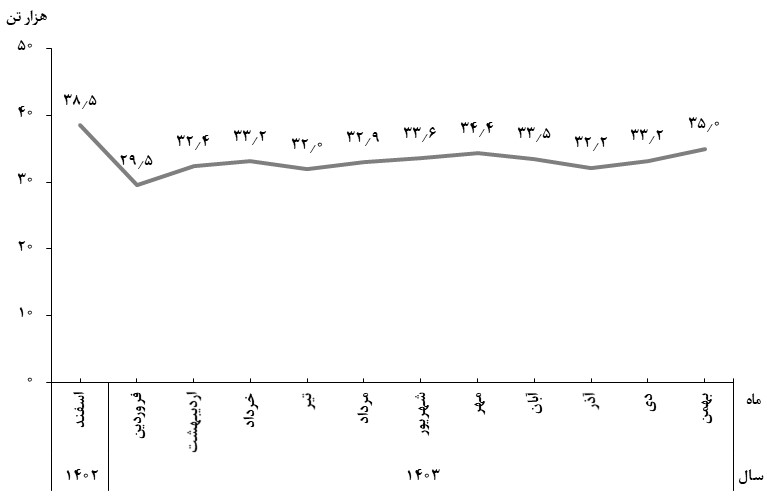 هزار تن
۵۰
۴۰
۳۰
۲۰
۱۰
۰
۳۸٫۵
۲۹٫۵
۳۲٫۴
۳۳٫۲
۳۲٫۰
۳۲٫۹
۳۳٫۶
۳۴٫۴
۳۳٫۵
۳۲٫۲
۳۳٫۲
۳۵٫۰
ماه
اسفند
فروردین
اردیبهشت
خرداد
تیر
مرداد
شهریور
مهر
آبان
آذر
دی
بهمن
سال
۱۴۰۲
۱۴۰۳